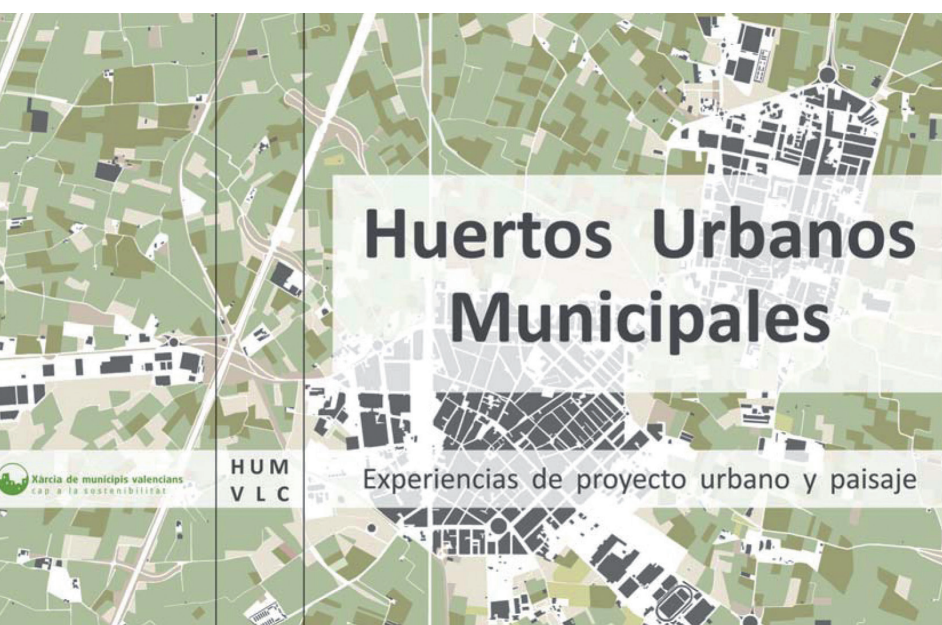 Huertos Urbanos
Municipales
Xàrcia de municipis valencians
cap a la sostenibilitat
HUM
VLC
Experiencias de proyecto urbano y paisaje